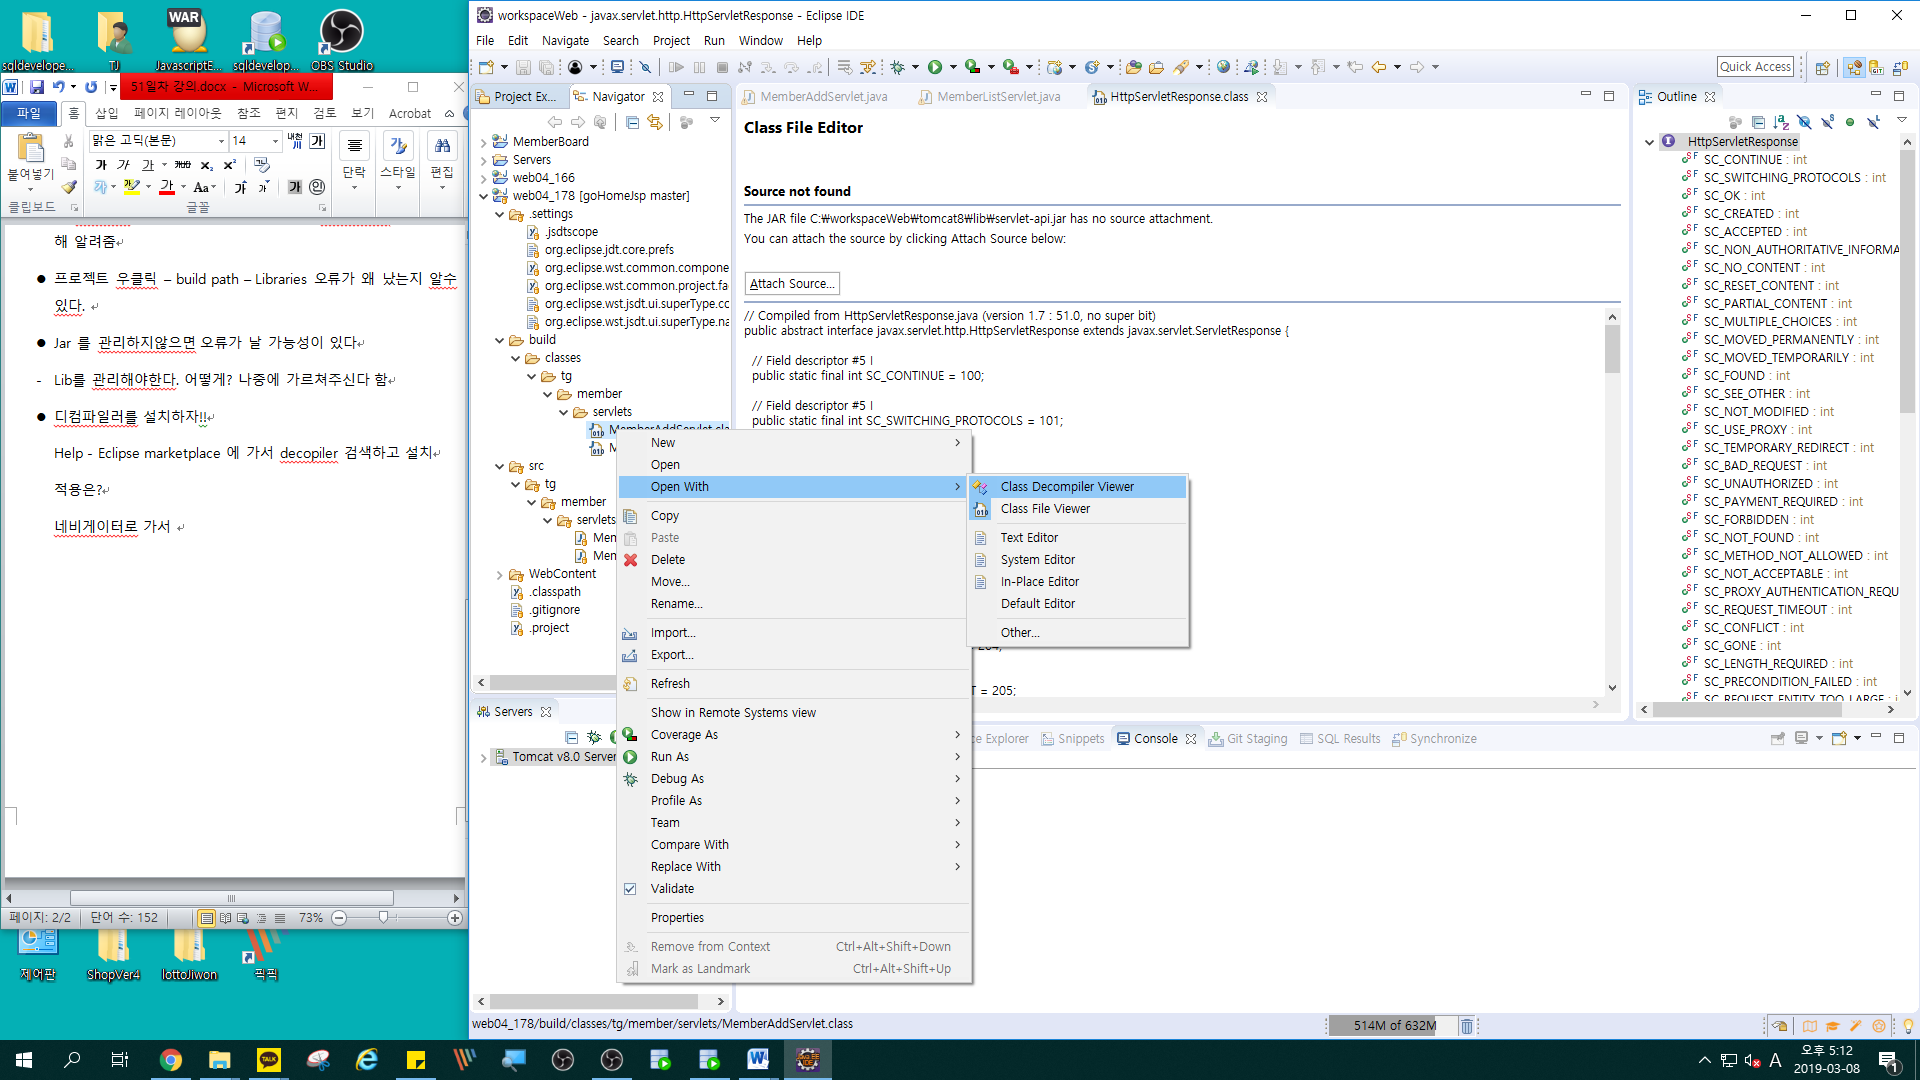 sqldevelope...
TJ
JavascriptE...
sqldevelop...
OBS Studio
WAR
51일차 강의.docx - Microsoft W...
파일
홈
삽입
페이지 레이아웃
참조
편지
검토
보기
Acrobat
붙여넣기
클립보드
맑은 고딕(본문)
14
글꼴
단락
스타일
편집
해 알려줌
● 프로젝트 우클릭 – build path – Libraries 오류가 왜 났는지 알수
있다.
● Jar 를 관리하지않으면 오류가 날 가능성이 있다
- Lib를 관리해야한다. 어떻게? 나중에 가르쳐주신다 함
● 디컴파일러를 설치하자!!
Help - Eclipse marketplace 에 가서 decopiler 검색하고 설치
적용은?
네비게이터로 가서
페이지: 2/2
단어 수: 152
73%
제어판
ShopVer4
lottoJiwon
픽픽
workspaceWeb - javax.servlet.http.HttpServletResponse - Eclipse IDE
File Edit Navigate Search Project Run Window Help
Quick Access
Project Ex...
Navigator
MemberBoard
Servers
web04_166
web04_178 [goHomeJsp master]
.settings
.jsdtscope
org.eclipse.jdt.core.prefs
org.eclipse.wst.common.compone
org.eclipse.wst.common.project.fa
org.eclipse.wst.jsdt.ui.superType.cc
org.eclipse.wst.jsdt.ui.superType.na
build
classes
tg
member
servlets
MemberAddServlet.cla
M
src
tg
member
servlets
Mem
Mem
WebContent
.classpath
.gitignore
.project
Servers
Tomcat v8.0 Server
MemberAddServlet.java
MemberListServlet.java
HttpServletResponse.class
Class File Editor
Source not found
The JAR file C:₩workspaceWeb₩tomcat8₩lib₩servlet-api.jar has no source attachment.
You can attach the source by clicking Attach Source below:
Attach Source...
// Compiled from HttpServletResponse.java (version 1.7 : 51.0, no super bit)
public abstract interface javax.servlet.http.HttpServletResponse extends javax.servlet.ServletResponse {
// Field descriptor #5 I
public static final int SC_CONTINUE = 100;
// Field descriptor #5 I
public static final int SC_SWITCHING_PROTOCOLS = 101;
T = 205;
New
Open
Open With
Copy
Paste
Delete
Move...
Rename...
Import...
Export...
Refresh
Show in Remote Systems view
Coverage As
Run As
Debug As
Profile As
Team
Compare With
Replace With
Validate
Properties
Remove from Context Ctrl+Alt+Shift+Down
Mark as Landmark Ctrl+Alt+Shift+Up
Class Decompiler Viewer
Class File Viewer
Text Editor
System Editor
In-Place Editor
Default Editor
Other...
Outline
HttpServletResponse
SC_CONTINUE : int
SC_SWITCHING_PROTOCOLS : int
SC_OK : int
SC_CREATED : int
SC_ACCEPTED : int
SC_NON_AUTHORITATIVE_INFORMA
SC_NO_CONTENT : int
SC_RESET_CONTENT : int
SC_PARTIAL_CONTENT : int
SC_MULTIPLE_CHOICES : int
SC_MOVED_PERMANENTLY : int
SC_MOVED_TEMPORARILY : int
SC_FOUND : int
SC_SEE_OTHER : int
SC_NOT_MODIFIED : int
SC_USE_PROXY : int
SC_TEMPORARY_REDIRECT : int
SC_BAD_REQUEST : int
SC_UNAUTHORIZED : int
SC_PAYMENT_REQUIRED : int
SC_FORBIDDEN : int
SC_NOT_FOUND : int
SC_METHOD_NOT_ALLOWED : int
SC_NOT_ACCEPTABLE : int
SC_PROXY_AUTHENTICATION_REQU
SC_REQUEST_TIMEOUT : int
SC_CONFLICT : int
SC_GONE : int
SC_LENGTH_REQUIRED : int
SC_PRECONDITION_FAILED : int
SC_REQUEST_ENTITY_TOO_LARGE : i
ce Explorer
Snippets
Console
Git Staging
SQL Results
Synchronize
web04_178/build/classes/tg/member/servlets/MemberAddServlet.class
514M of 632M
TALK
A
오후 5:12
2019-03-08
1